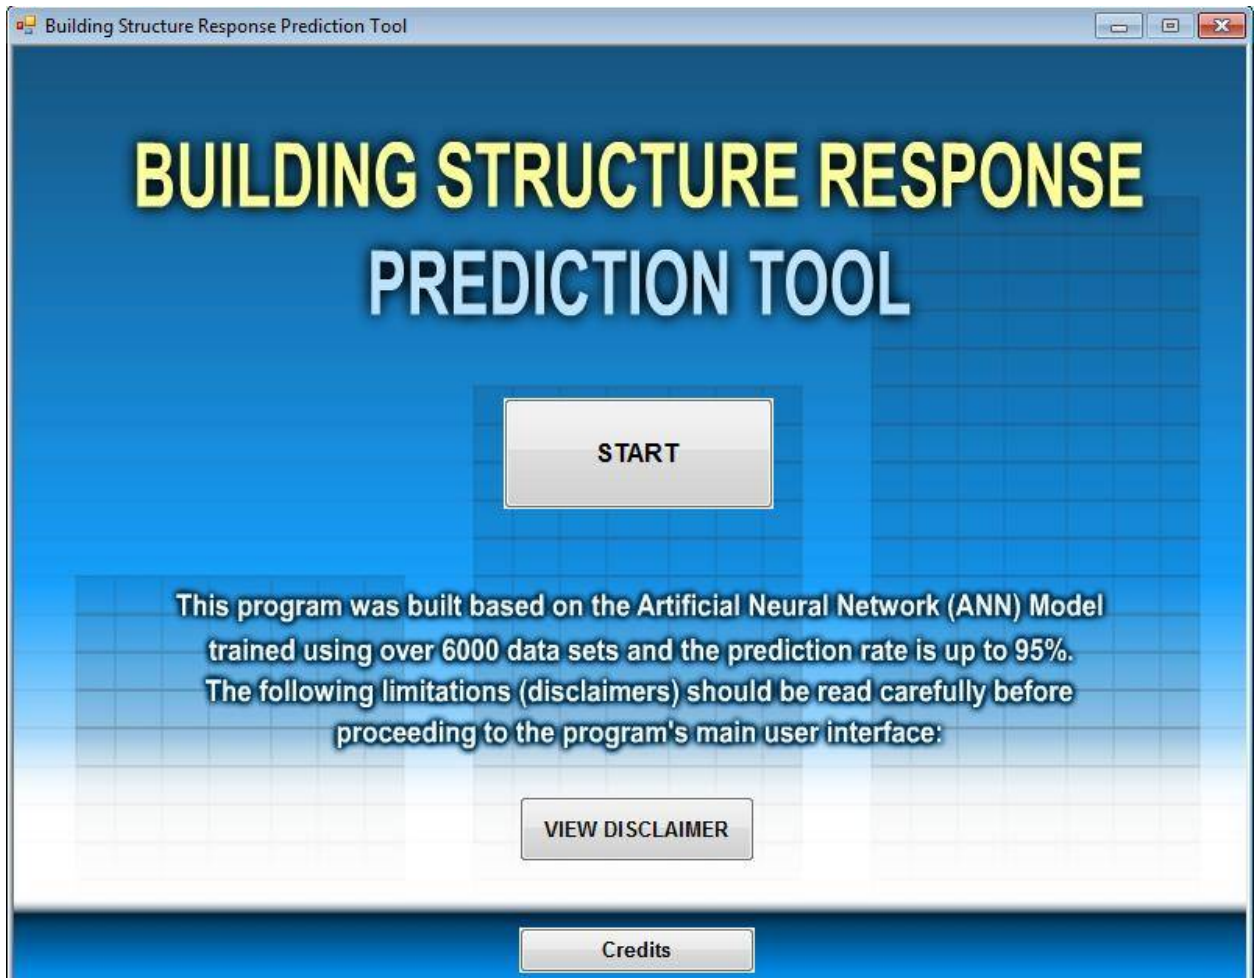 Building Structure Response Prediction Tool
BUILDING STRUCTURE RESPONSE
PREDICTION TOOL
START
This program was built based on the Artificial Neural Network (ANN) Model
trained using over 6000 data sets and the prediction rate is up to 95%.
The following limitations (disclaimers) should be read carefully before
proceeding to the program's main user interface:
VIEW DISCLAIMER
Credits